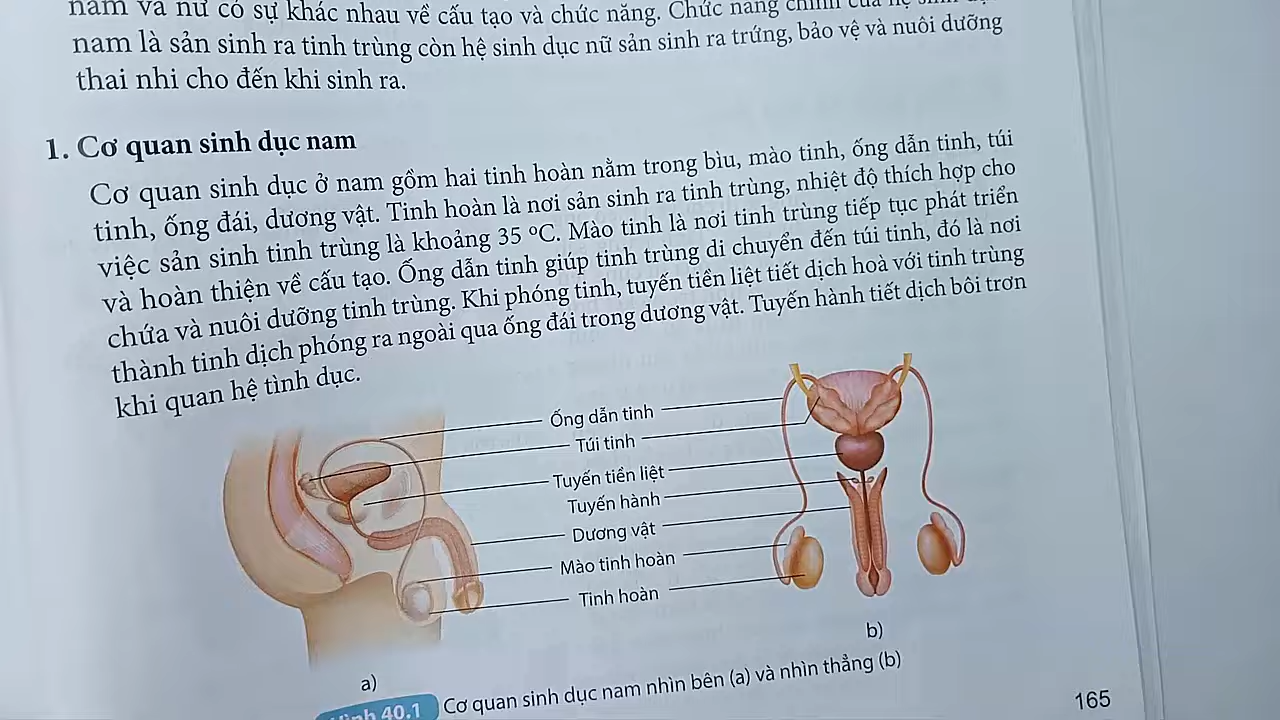 nam và nữ có sự khác nhau về cấu tạo và chức năng. Chức năng chính của hệ sinh
nam là sản sinh ra tinh trùng còn hệ sinh dục nữ sản sinh ra trứng, bảo vệ và nuôi dưỡng
thai nhi cho đến khi sinh ra.
1. Cơ quan sinh dục nam
Cơ quan sinh dục ở nam gồm hai tinh hoàn nằm trong bìu, mào tinh, ống dẫn tinh, túi
tinh, ống đái, dương vật. Tinh hoàn là nơi sản sinh ra tinh trùng, nhiệt độ thích hợp cho
việc sản sinh tinh trùng là khoảng 35 °C. Mào tinh là nơi tinh trùng tiếp tục phát triển
và hoàn thiện về cấu tạo. Ống dẫn tinh giúp tinh trùng di chuyển đến túi tinh, đó là nơi
chứa và nuôi dưỡng tinh trùng. Khi phóng tinh, tuyến tiền liệt tiết dịch hoà với tinh trùng
thành tinh dịch phóng ra ngoài qua ống đái trong dương vật. Tuyến hành tiết dịch bôi trơn
khi quan hệ tình dục.
Ống dẫn tinh
Túi tinh
Tuyến tiền liệt
Tuyến hành
Dương vật
Mào tinh hoàn
Tinh hoàn
a)
b)
Hình 40.1 Cơ quan sinh dục nam nhìn bên (a) và nhìn thẳng (b)
165